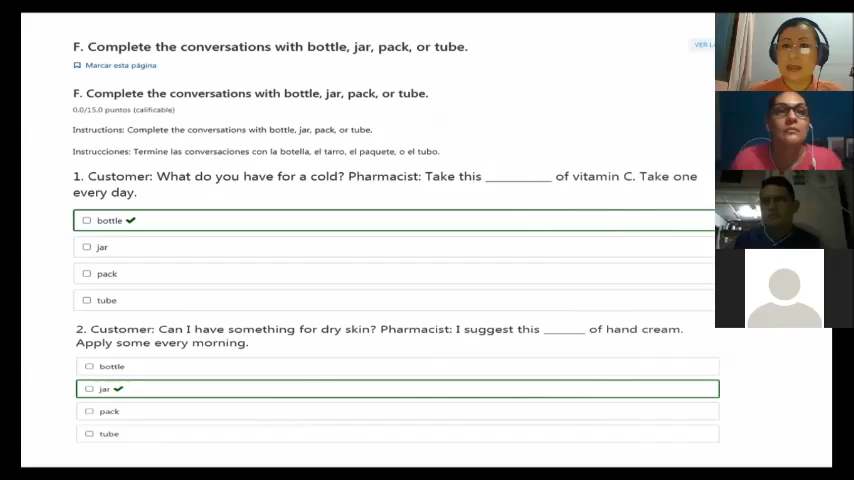 F. Complete the conversations with bottle, jar, pack, or tube.
VER L
Marcar esta página
F. Complete the conversations with bottle, jar, pack, or tube.
0.0/15.0 puntos (calificable)
Instructions: Complete the conversations with bottle, jar, pack, or tube.
Instrucciones: Termine las conversaciones con la botella, el tarro, el paquete, o el tubo.
1. Customer: What do you have for a cold? Pharmacist: Take this __________ of vitamin C. Take one
every day.
bottle
jar
pack
tube
2. Customer: Can I have something for dry skin? Pharmacist: I suggest this ______ of hand cream.
Apply some every morning.
bottle
jar
pack
tube